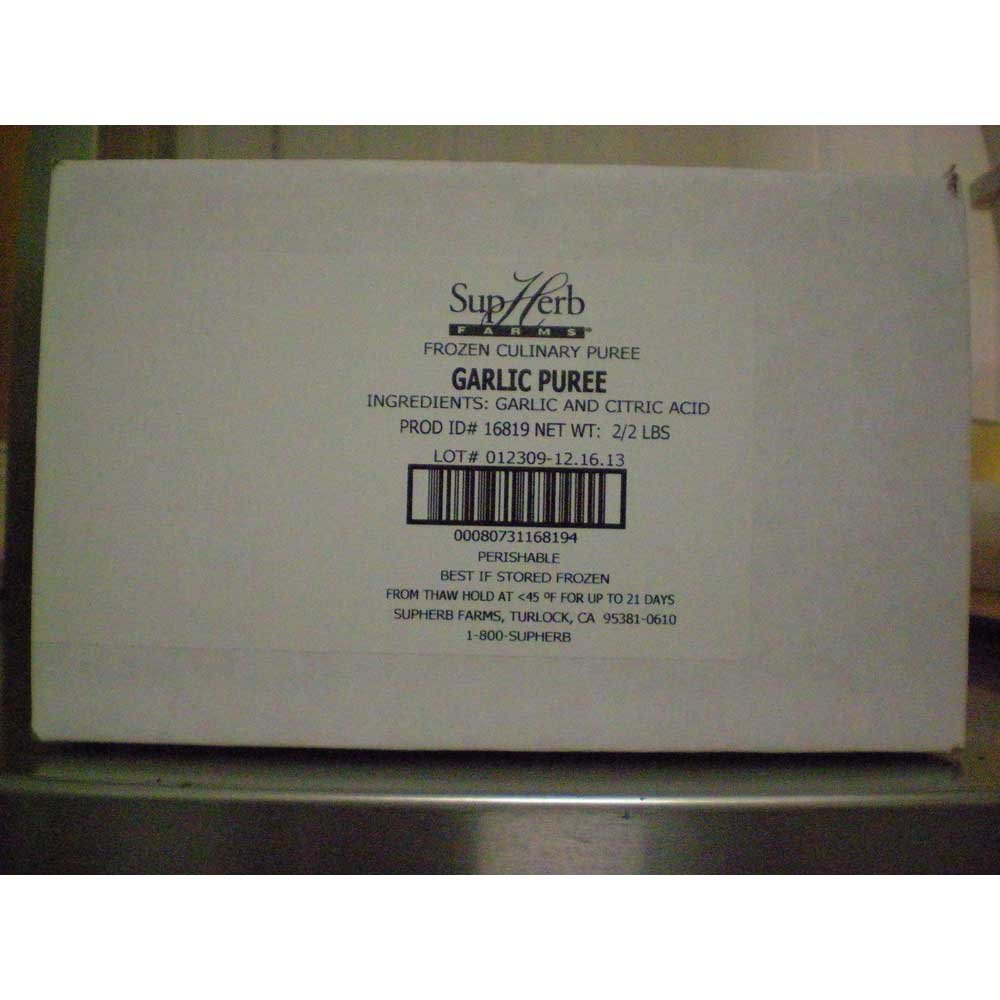 SupHerb
FARMS®
FROZEN CULINARY PUREE
GARLIC PUREE
INGREDIENTS: GARLIC AND CITRIC ACID
PROD ID# 16819 NET WT: 2/2 LBS
LOT# 012309-12.16.13
00080731168194
PERISHABLE
BEST IF STORED FROZEN
FROM THAW HOLD AT <45 ºF FOR UP TO 21 DAYS
SUPHERB FARMS, TURLOCK, CA 95381-0610
1-800-SUPHERB